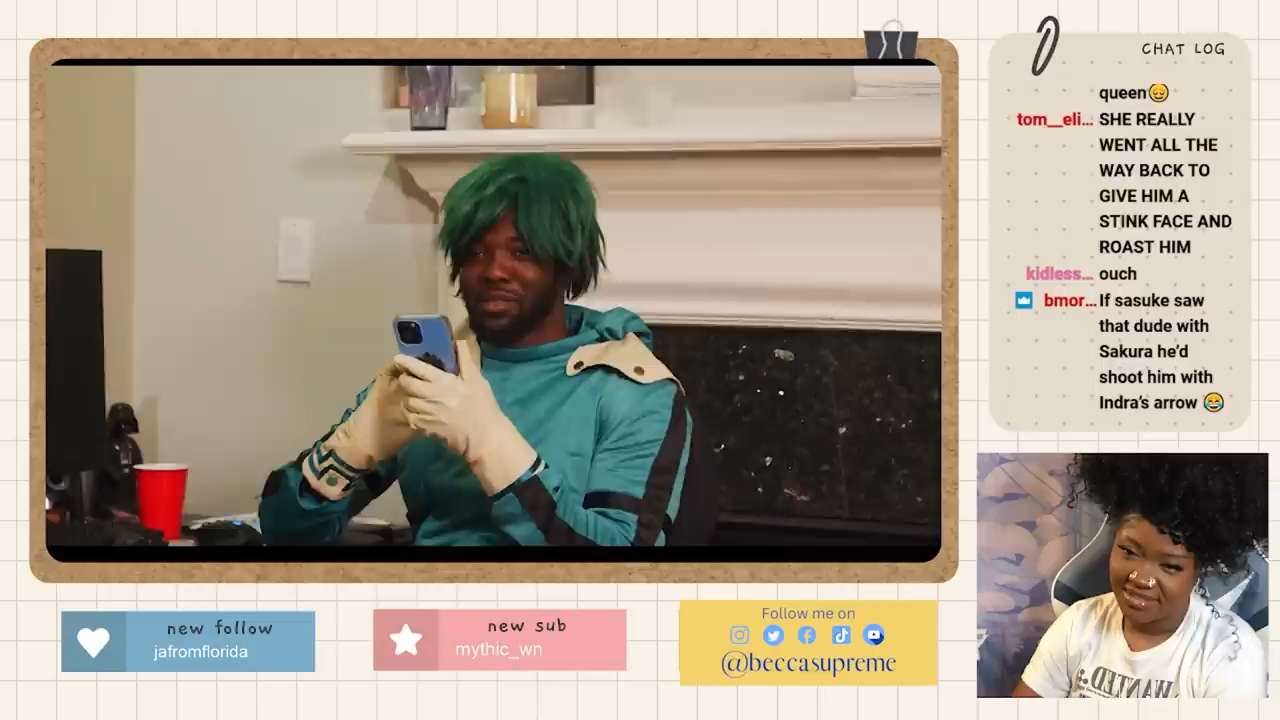 CHAT LOG
queen
tom__eli... SHE REALLY
WENT ALL THE
WAY BACK TO
GIVE HIM A
STINK FACE AND
ROAST HIM
kidless... ouch
bmor... If sasuke saw
that dude with
Sakura he'd
shoot him with
Indra's arrow
new follow
jafromflorida
new sub
mythic_wn
Follow me on
@beccasupreme
WANTED